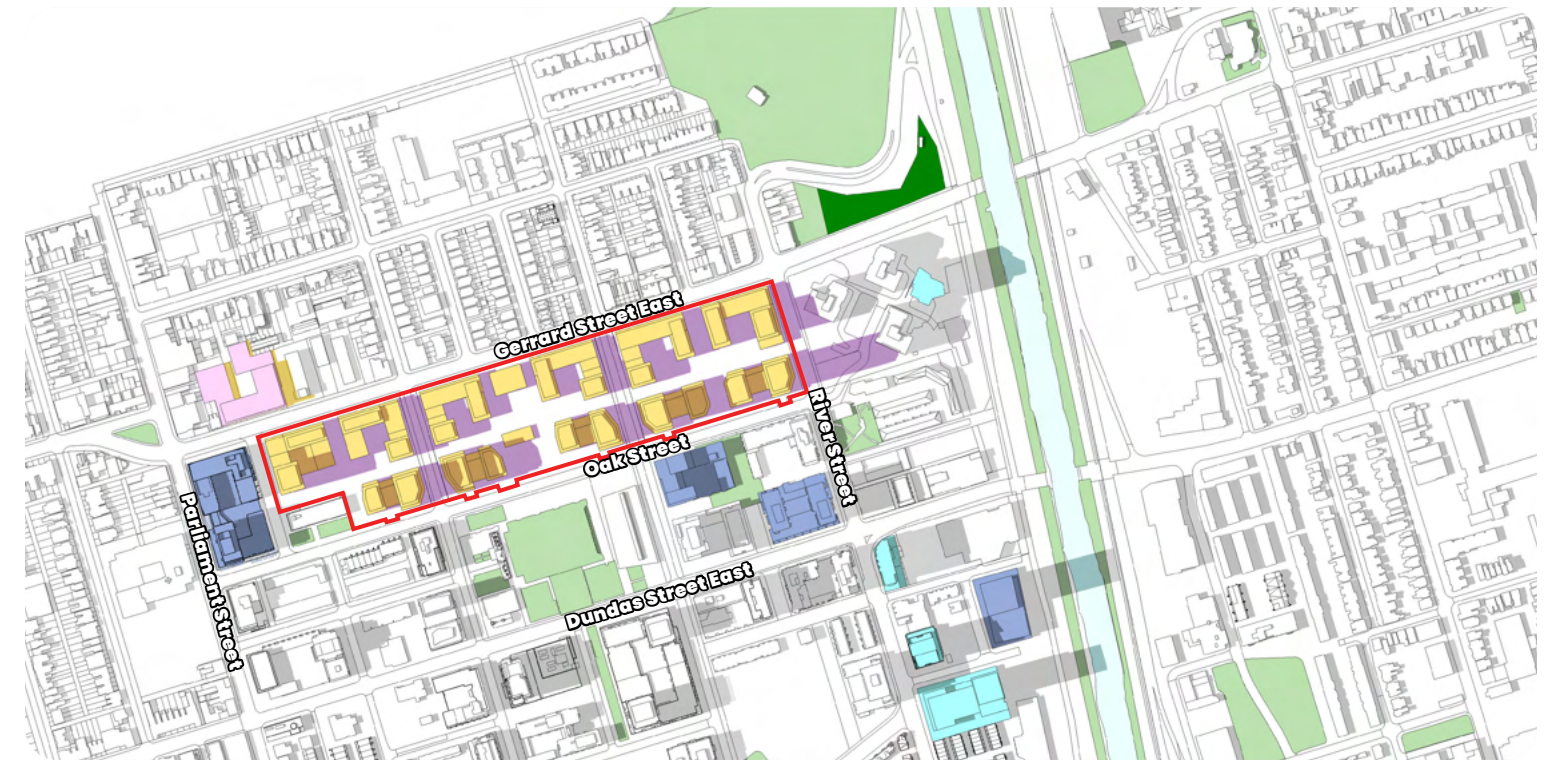 Gerrard Street East
Oak Street
River Street
Parliament Street
Dundas Street East